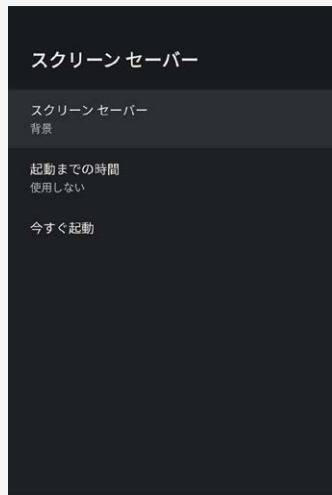 スクリーン セーバー
スクリーン セーバー
背景
起動までの時間
使用しない
今すぐ起動